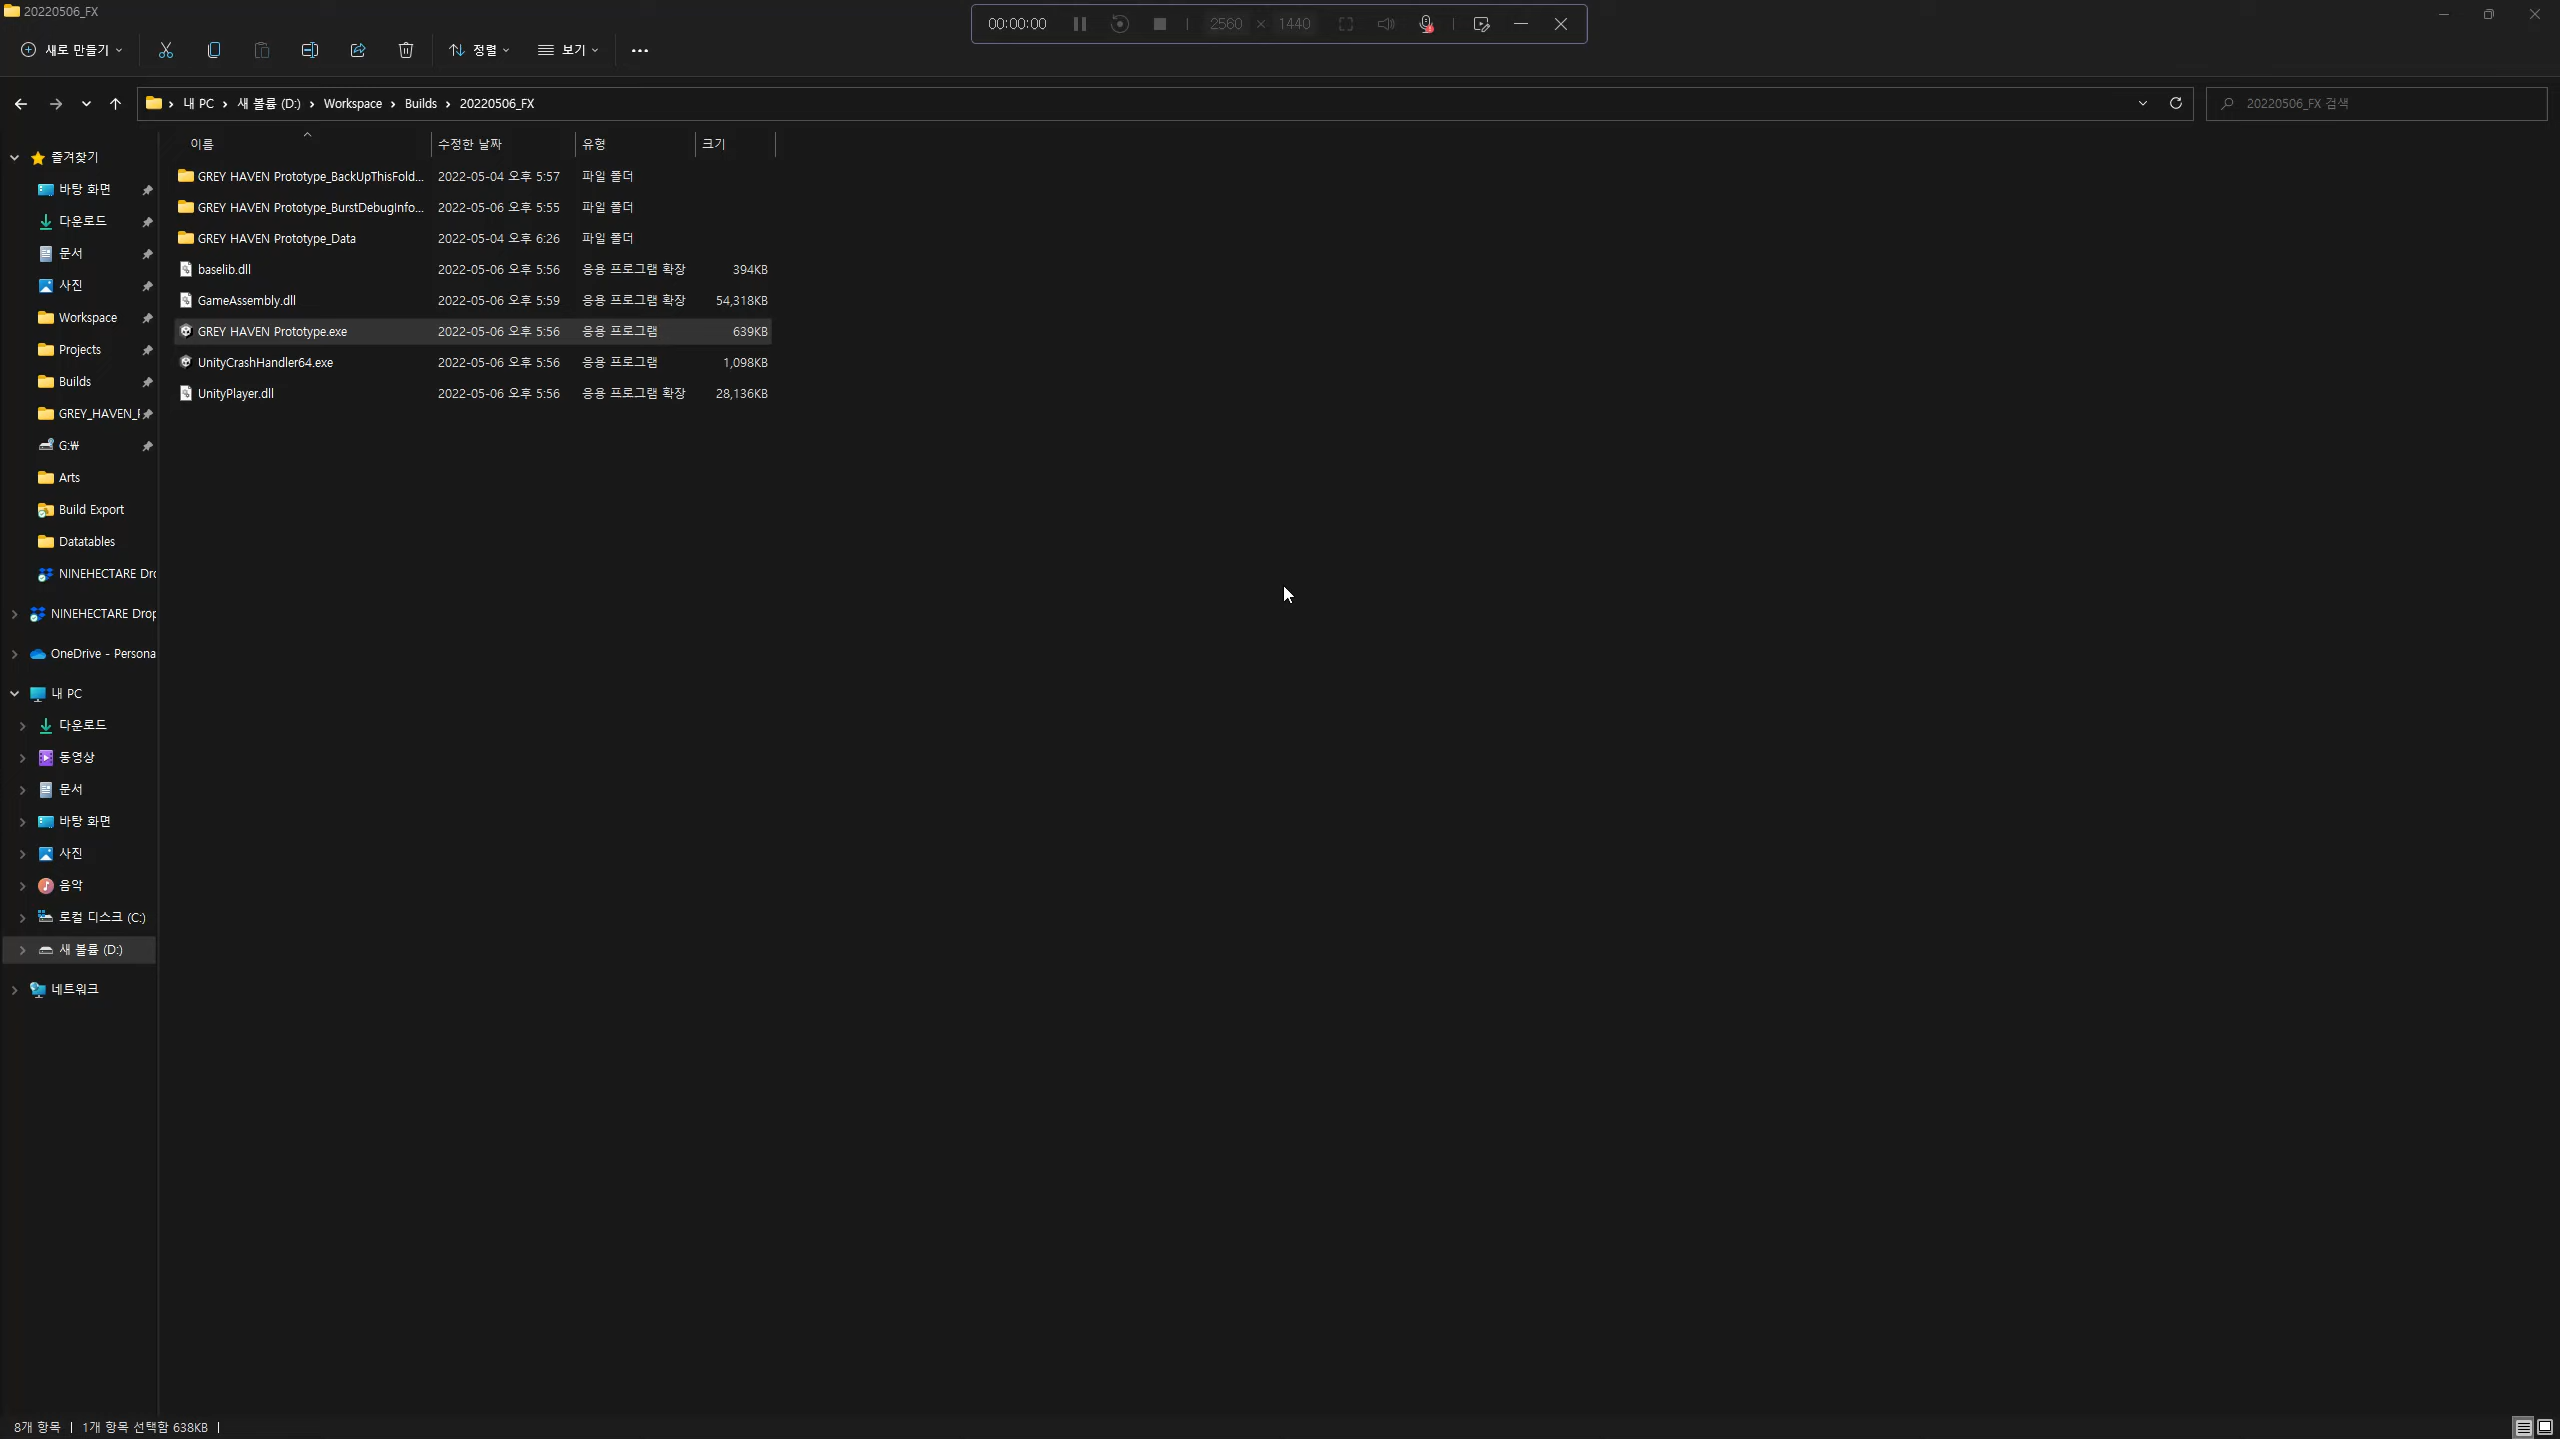 20220506_FX
00:00:00 2560 × 1440
새로 만들기 정렬 보기
내 PC 새 볼륨 (D:) Workspace Builds 20220506_FX 20220506_FX 검색
이름 수정한 날짜 유형 크기
GREY HAVEN Prototype_BackUpThisFold... 2022-05-04 오후 5:57 파일 폴더
GREY HAVEN Prototype_BurstDebugInfo... 2022-05-06 오후 5:55 파일 폴더
GREY HAVEN Prototype_Data 2022-05-04 오후 6:26 파일 폴더
baselib.dll 2022-05-06 오후 5:56 응용 프로그램 확장 394KB
GameAssembly.dll 2022-05-06 오후 5:59 응용 프로그램 확장 54,318KB
GREY HAVEN Prototype.exe 2022-05-06 오후 5:56 응용 프로그램 639KB
UnityCrashHandler64.exe 2022-05-06 오후 5:56 응용 프로그램 1,098KB
UnityPlayer.dll 2022-05-06 오후 5:56 응용 프로그램 확장 28,136KB
즐겨찾기
바탕 화면
다운로드
문서
사진
Workspace
Projects
Builds
GREY_HAVEN_F
G:₩
Arts
Build Export
Datatables
NINEHECTARE Dro
NINEHECTARE Drop
OneDrive - Persona
내 PC
다운로드
동영상
문서
바탕 화면
사진
음악
로컬 디스크 (C:)
새 볼륨 (D:)
네트워크
8개 항목 1개 항목 선택함 638KB